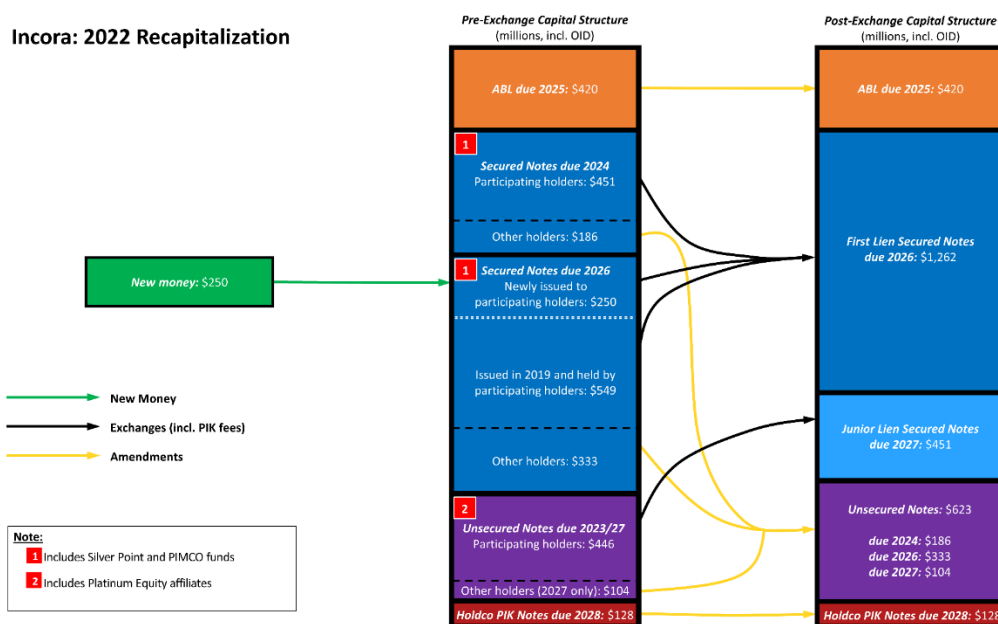 Incora: 2022 Recapitalization
Pre-Exchange Capital Structure
(millions, incl. OID)
Post-Exchange Capital Structure
(millions, incl. OID)
ABL due 2025: $420
ABL due 2025: $420
1
Secured Notes due 2024
Participating holders: $451
Other holders: $186
1
Secured Notes due 2026
Newly issued to
participating holders: $250
New money: $250
First Lien Secured Notes
due 2026: $1,262
Issued in 2019 and held by
participating holders: $549
Other holders: $333
New Money
Exchanges (incl. PIK fees)
Amendments
Junior Lien Secured Notes
due 2027: $451
2
Unsecured Notes due 2023/27
Participating holders: $446
Other holders (2027 only): $104
Unsecured Notes: $623
due 2024: $186
due 2026: $333
due 2027: $104
Note:
1 Includes Silver Point and PIMCO funds
2 Includes Platinum Equity affiliates
Holdco PIK Notes due 2028: $128
Holdco PIK Notes due 2028: $128